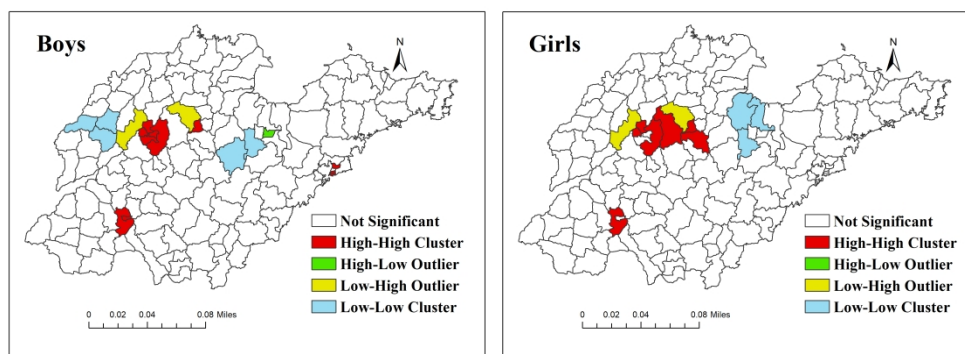 Boys
N
Not Significant
High-High Cluster
High-Low Outlier
Low-High Outlier
Low-Low Cluster
0 0.02 0.04 0.08 Miles
Girls
N
Not Significant
High-High Cluster
High-Low Outlier
Low-High Outlier
Low-Low Cluster
0 0.02 0.04 0.08 Miles